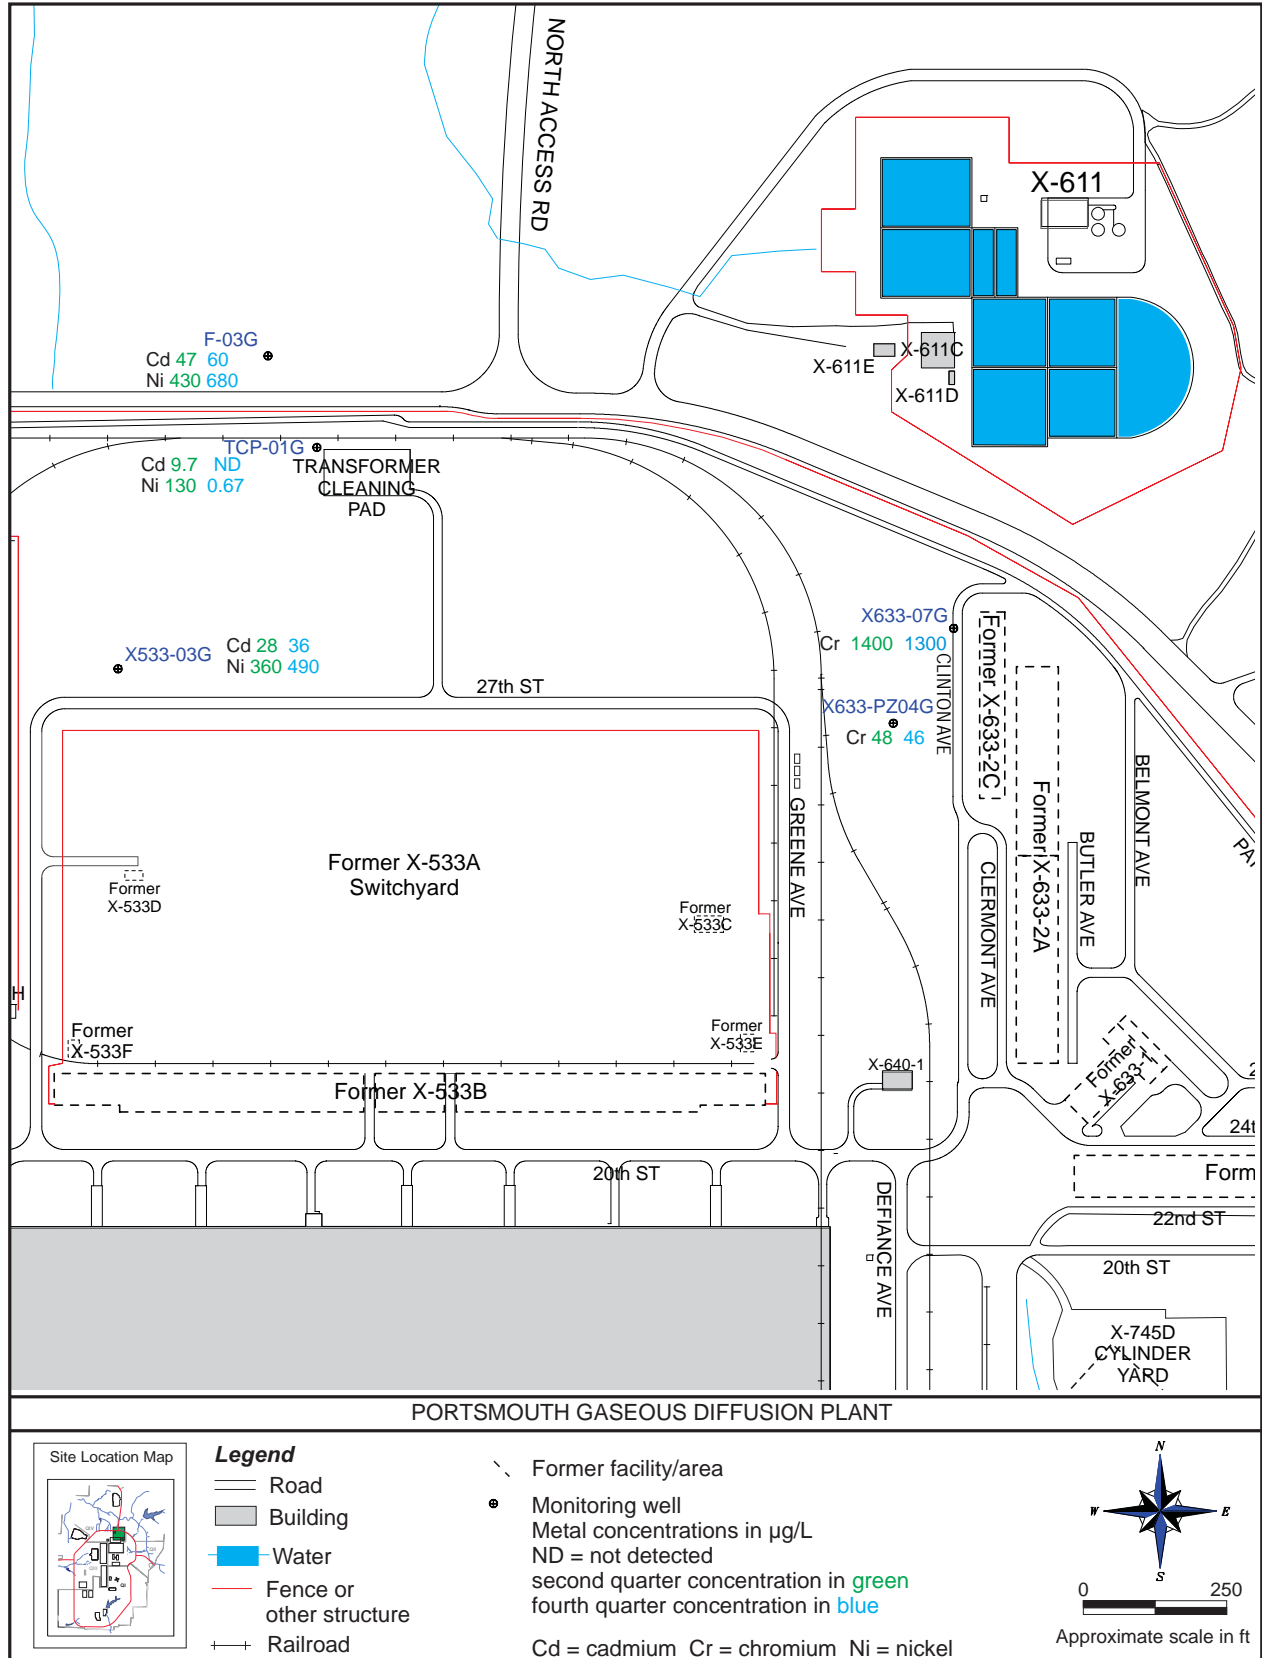 NORTH ACCESS RD
X-611
F-03G
Cd 47 60
Ni 430 680
X-611E
X-611C
X-611D
TCP-01G
Cd 9.7 ND
Ni 130 0.67
TRANSFORMER
CLEANING
PAD
X533-03G
Cd 28 36
Ni 360 490
27th ST
X633-07G
Cr 1400 1300
X633-PZ04G
Cr 48 46
CLINTON AVE
Former X-633-2C
Former X-633-2A
BELMONT AVE
BUTLER AVE
CLERMONT AVE
GREENE AVE
PA
Former X-533A
Switchyard
Former
X-533D
Former
X-533C
Former
X-533F
Former
X-533E
Former X-533B
X-640-1
Former
X-633-1
H
2
24t
Form
20th ST
22nd ST
DEFIANCE AVE
20th ST
X-745D
CYLINDER
YARD
PORTSMOUTH GASEOUS DIFFUSION PLANT
Site Location Map
Legend
Road
Building
Water
Fence or
other structure
Railroad
Former facility/area
Monitoring well
Metal concentrations in µg/L
ND = not detected
second quarter concentration in green
fourth quarter concentration in blue
Cd = cadmium Cr = chromium Ni = nickel
N
W E
S
0 250
Approximate scale in ft